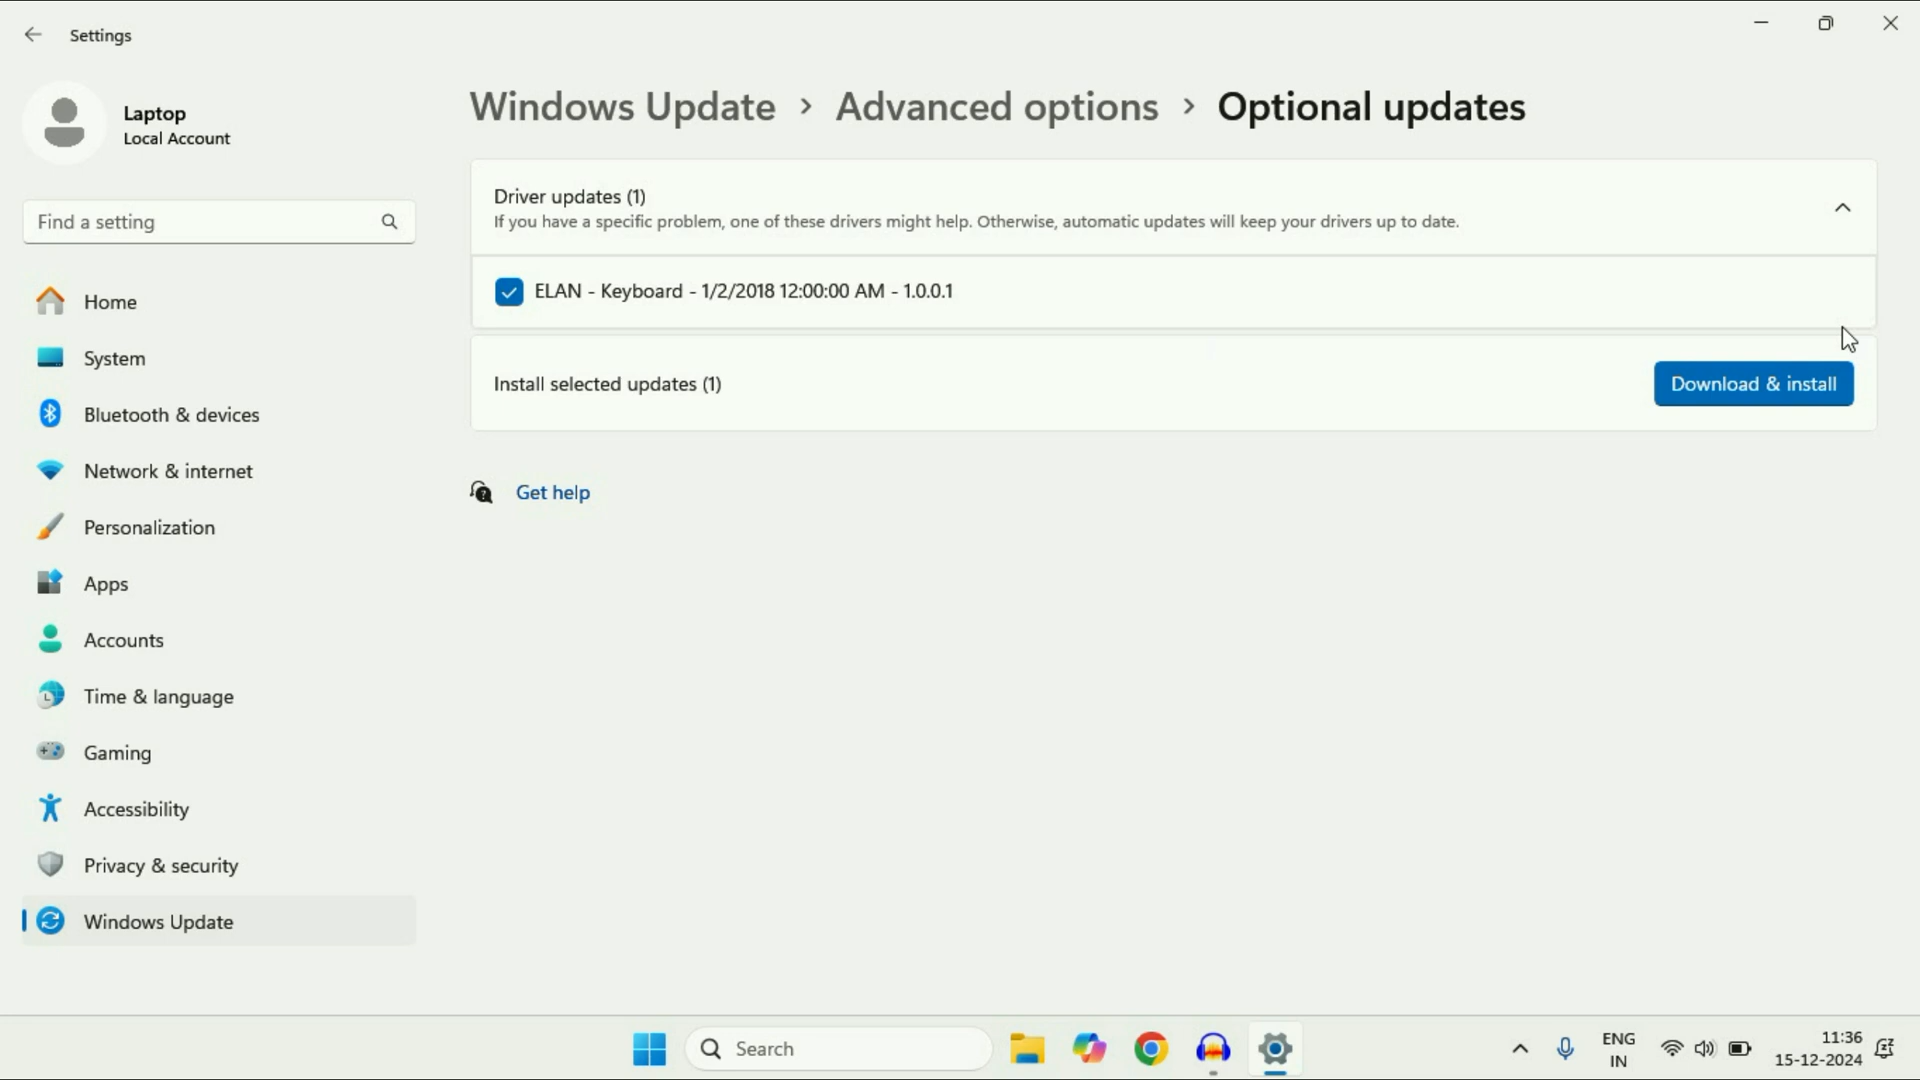 Settings
Laptop
Local Account
Find a setting
Home
System
Bluetooth & devices
Network & internet
Personalization
Apps
Accounts
Time & language
Gaming
Accessibility
Privacy & security
Windows Update
Windows Update > Advanced options > Optional updates
Driver updates (1)
If you have a specific problem, one of these drivers might help. Otherwise, automatic updates will keep your drivers up to date.
ELAN - Keyboard - 1/2/2018 12:00:00 AM - 1.0.0.1
Install selected updates (1)
Download & install
Get help
Search
ENG
IN
11:36
15-12-2024